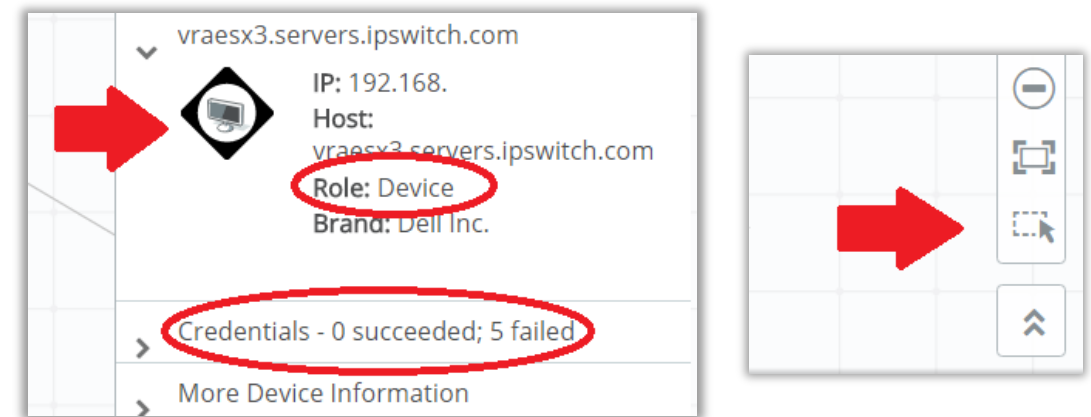 vraesx3.servers.ipswitch.com
IP: 192.168.
Host:
vraesx3.servers.ipswitch.com
Role: Device
Brand: Dell Inc.
Credentials - 0 succeeded; 5 failed
More Device Information